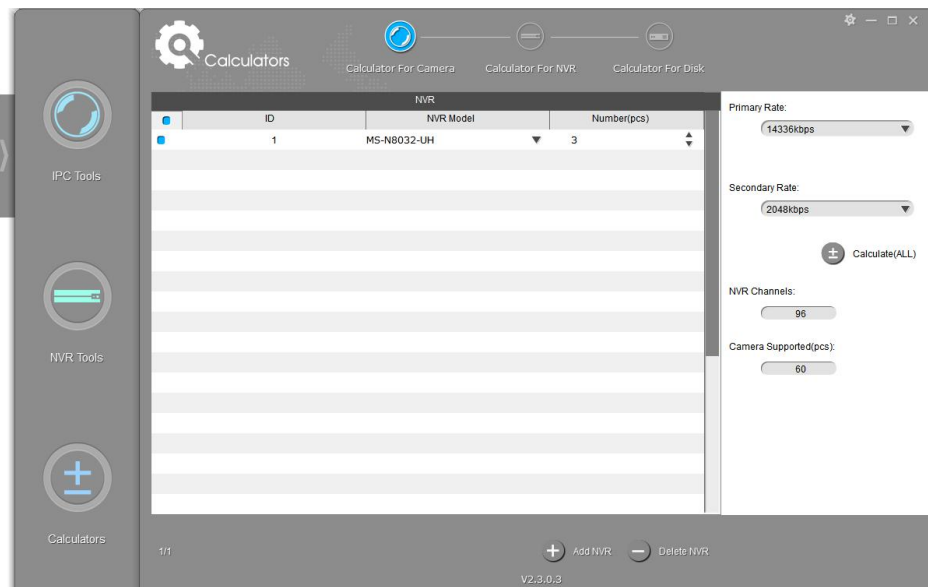 Calculators
Calculator For Camera
Calculator For NVR
Calculator For Disk
IPC Tools
NVR Tools
Calculators
NVR
ID NVR Model Number(pcs)
1 MS-N8032-UH 3
Primary Rate:
14336kbps
Secondary Rate:
2048kbps
Calculate(ALL)
NVR Channels:
96
Camera Supported(pcs):
60
1/1
Add NVR
Delete NVR
V2.3.0.3